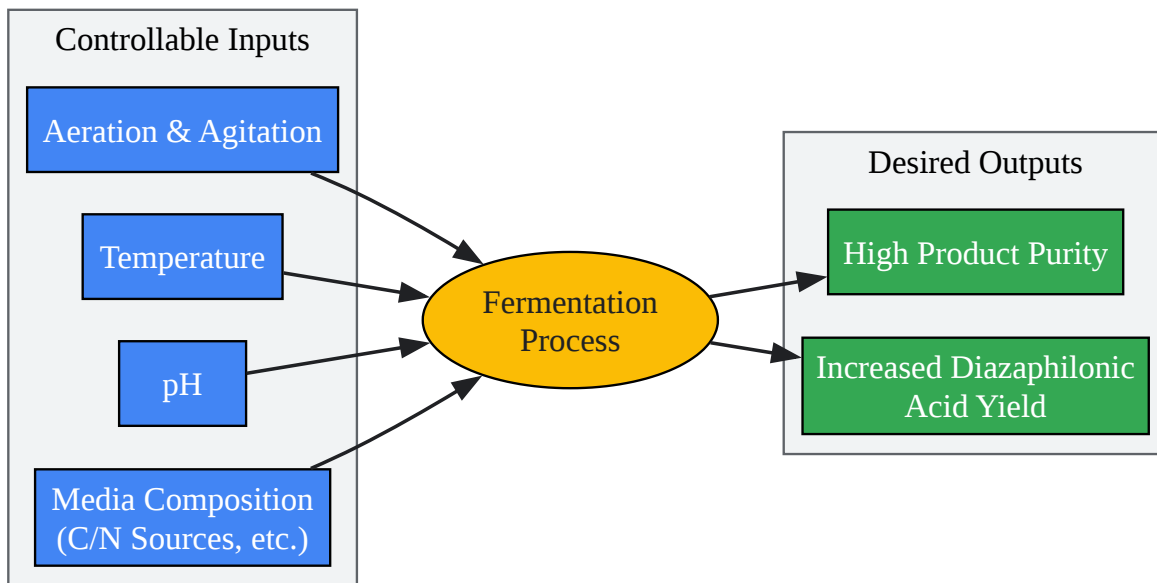 Controllable Inputs
Aeration & Agitation
Temperature
pH
Media Composition
(C/N Sources, etc.)
Fermentation
Process
Desired Outputs
High Product Purity
Increased Diazaphilonic
Acid Yield